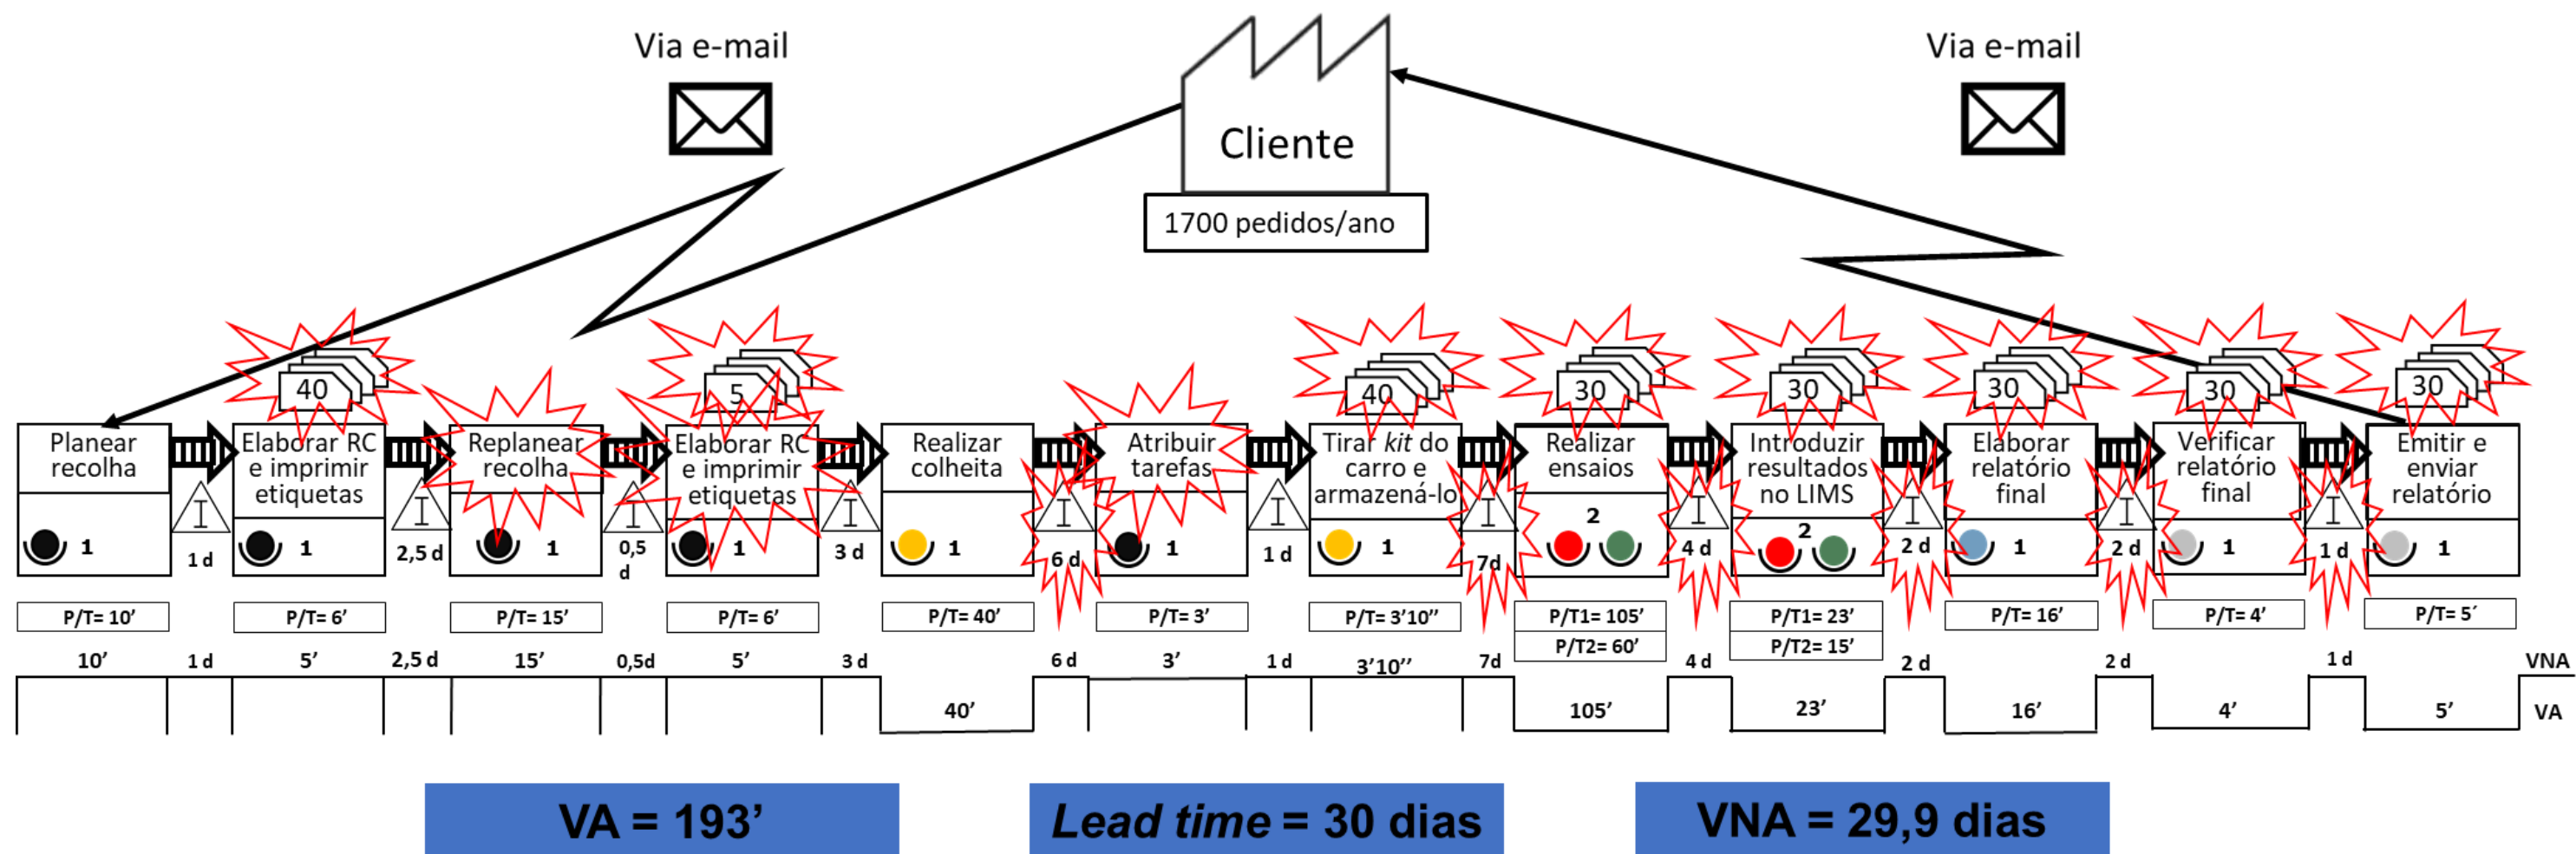 Via e-mail
Via e-mail
Cliente
1700 pedidos/ano
40
5
40
30
30
30
30
30
Planear
recolha
1
Elaborar RC
e imprimir
etiquetas
1
Replanear
recolha
1
Elaborar RC
e imprimir
etiquetas
1
Realizar
colheita
1
Atribuir
tarefas
1
Tirar kit do
carro e
armazená-lo
1
Realizar
ensaios
2
Introduzir
resultados
no LIMS
2
Elaborar
relatório
final
1
Verificar
relatório
final
1
Emitir e
enviar
relatório
1
I
1 d
I
2,5 d
I
0,5
d
I
3 d
I
6 d
I
1 d
I
7d
I
4 d
I
2 d
I
2 d
I
1 d
P/T= 10’
P/T= 6’
P/T= 15’
P/T= 6’
P/T= 40’
P/T= 3’
P/T= 3’10’’
P/T1= 105’
P/T2= 60’
P/T1= 23’
P/T2= 15’
P/T= 16’
P/T= 4’
P/T= 5´
10’ 1 d 5’ 2,5 d 15’ 0,5d 5’ 3 d 6 d 3’ 1 d 3’10’’ 7d 4 d 2 d 2 d 1 d VNA
40’ 105’ 23’ 16’ 4’ 5’ VA
VA = 193’
Lead time = 30 dias
VNA = 29,9 dias